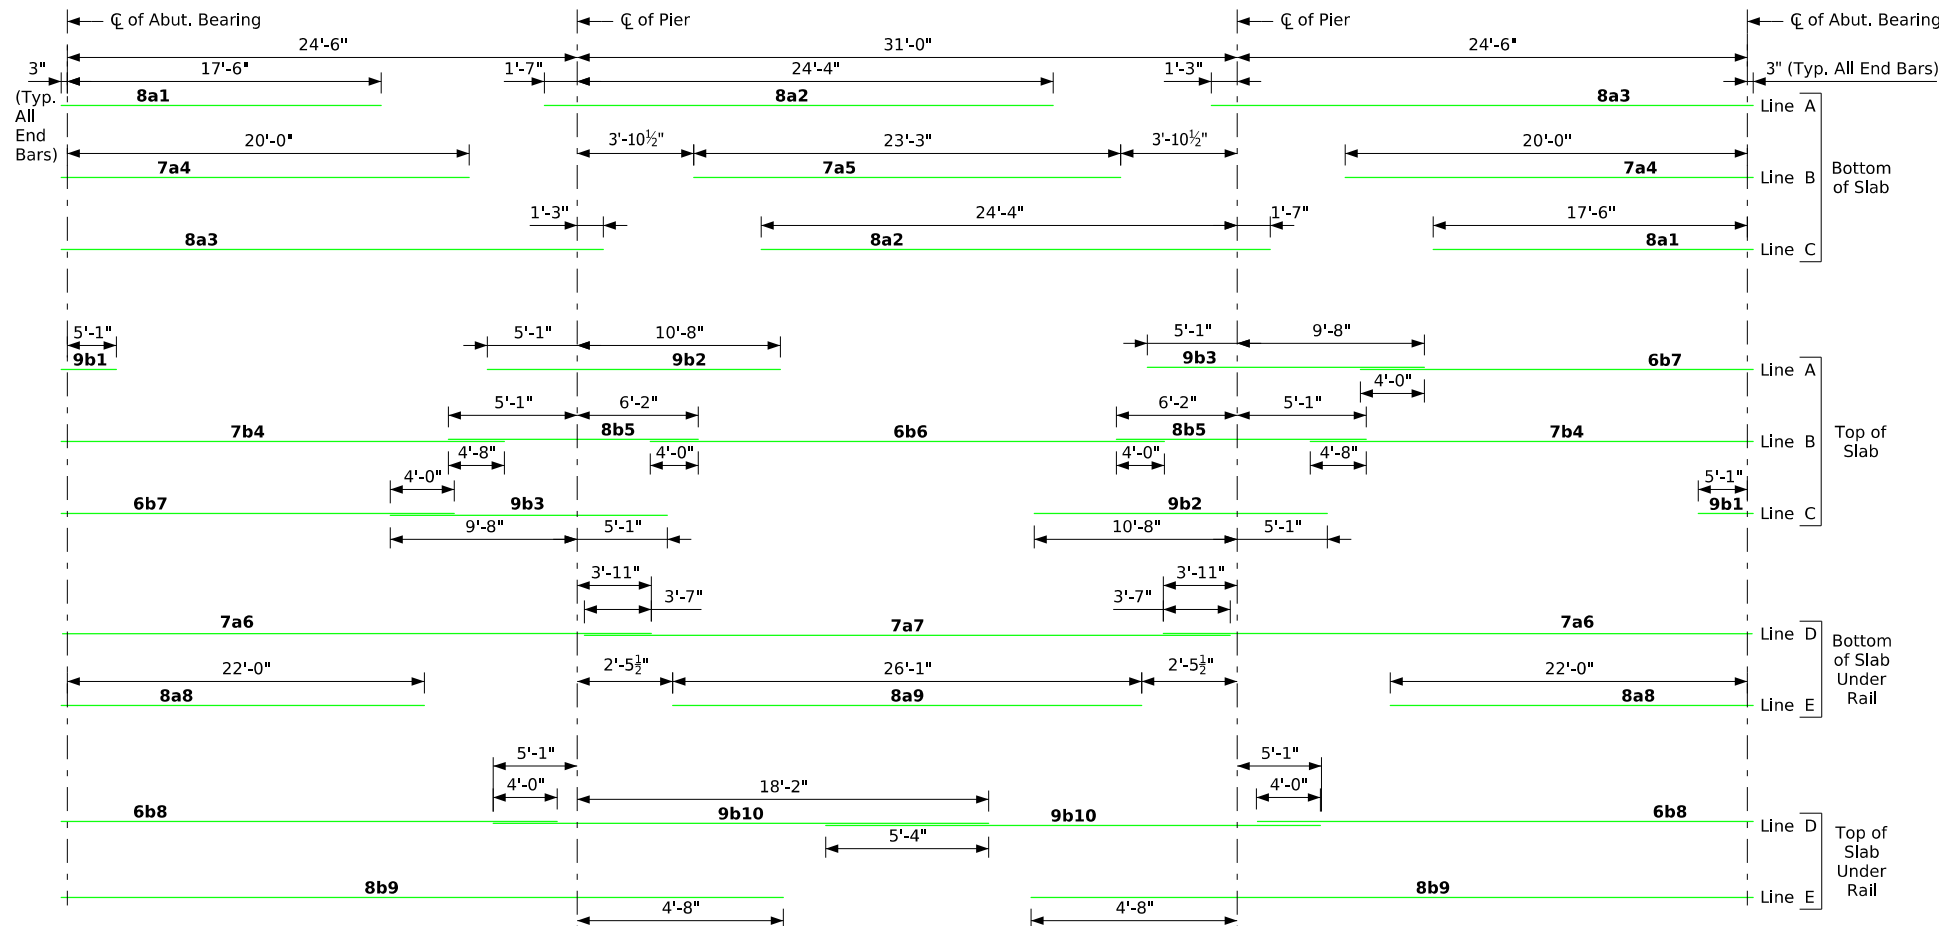 ℄ of Abut. Bearing ℄ of Pier ℄ of Pier ℄ of Abut. Bearing
24'-6" 31'-0" 24'-6"
3" 17'-6" 1'-7" 24'-4" 1'-3" 3" (Typ. All End Bars)
(Typ.
All
End
Bars)
8a1 8a2 8a3 Line A
20'-0" 3'-10½" 23'-3" 3'-10½" 20'-0"
7a4 7a5 7a4 Line B
Bottom
of Slab
1'-3" 24'-4" 1'-7" 17'-6"
8a3 8a2 8a1 Line C
5'-1" 5'-1" 10'-8" 5'-1" 9'-8"
9b1 9b2 9b3 6b7 Line A
4'-0"
5'-1" 6'-2" 6'-2" 5'-1"
7b4 8b5 6b6 8b5 7b4 Line B
Top of
Slab
4'-8" 4'-0" 4'-0" 4'-8"
4'-0" 5'-1"
6b7 9b3 9b2 9b1 Line C
9'-8" 5'-1" 10'-8" 5'-1"
3'-11" 3'-11"
3'-7" 3'-7"
7a6 7a7 7a6 Line D
Bottom
of Slab
Under
Rail
22'-0" 2'-5½" 26'-1" 2'-5½" 22'-0"
8a8 8a9 8a8 Line E
5'-1" 5'-1"
4'-0" 18'-2" 4'-0"
6b8 9b10 9b10 6b8 Line D
5'-4"
Top of
Slab
Under
Rail
8b9 8b9 Line E
4'-8" 4'-8"